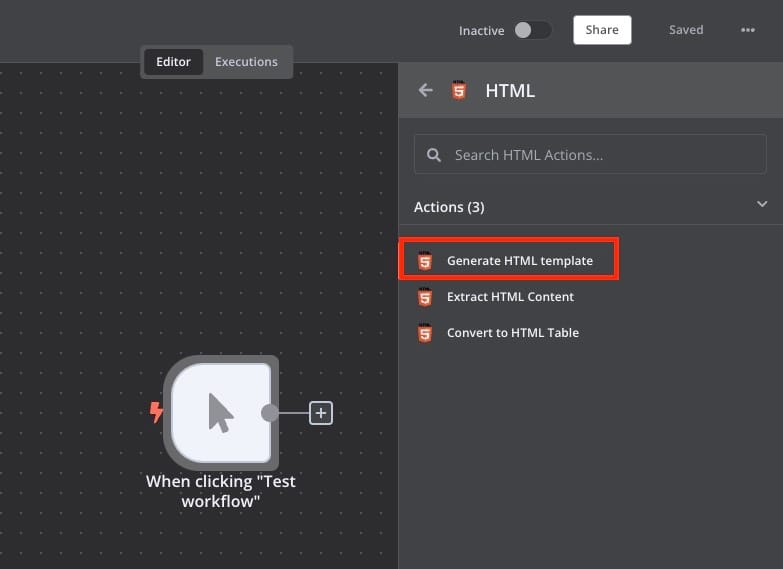 Inactive
Share
Saved
Editor
Executions
HTML
Search HTML Actions...
Actions (3)
Generate HTML template
Extract HTML Content
Convert to HTML Table
When clicking "Test
workflow"